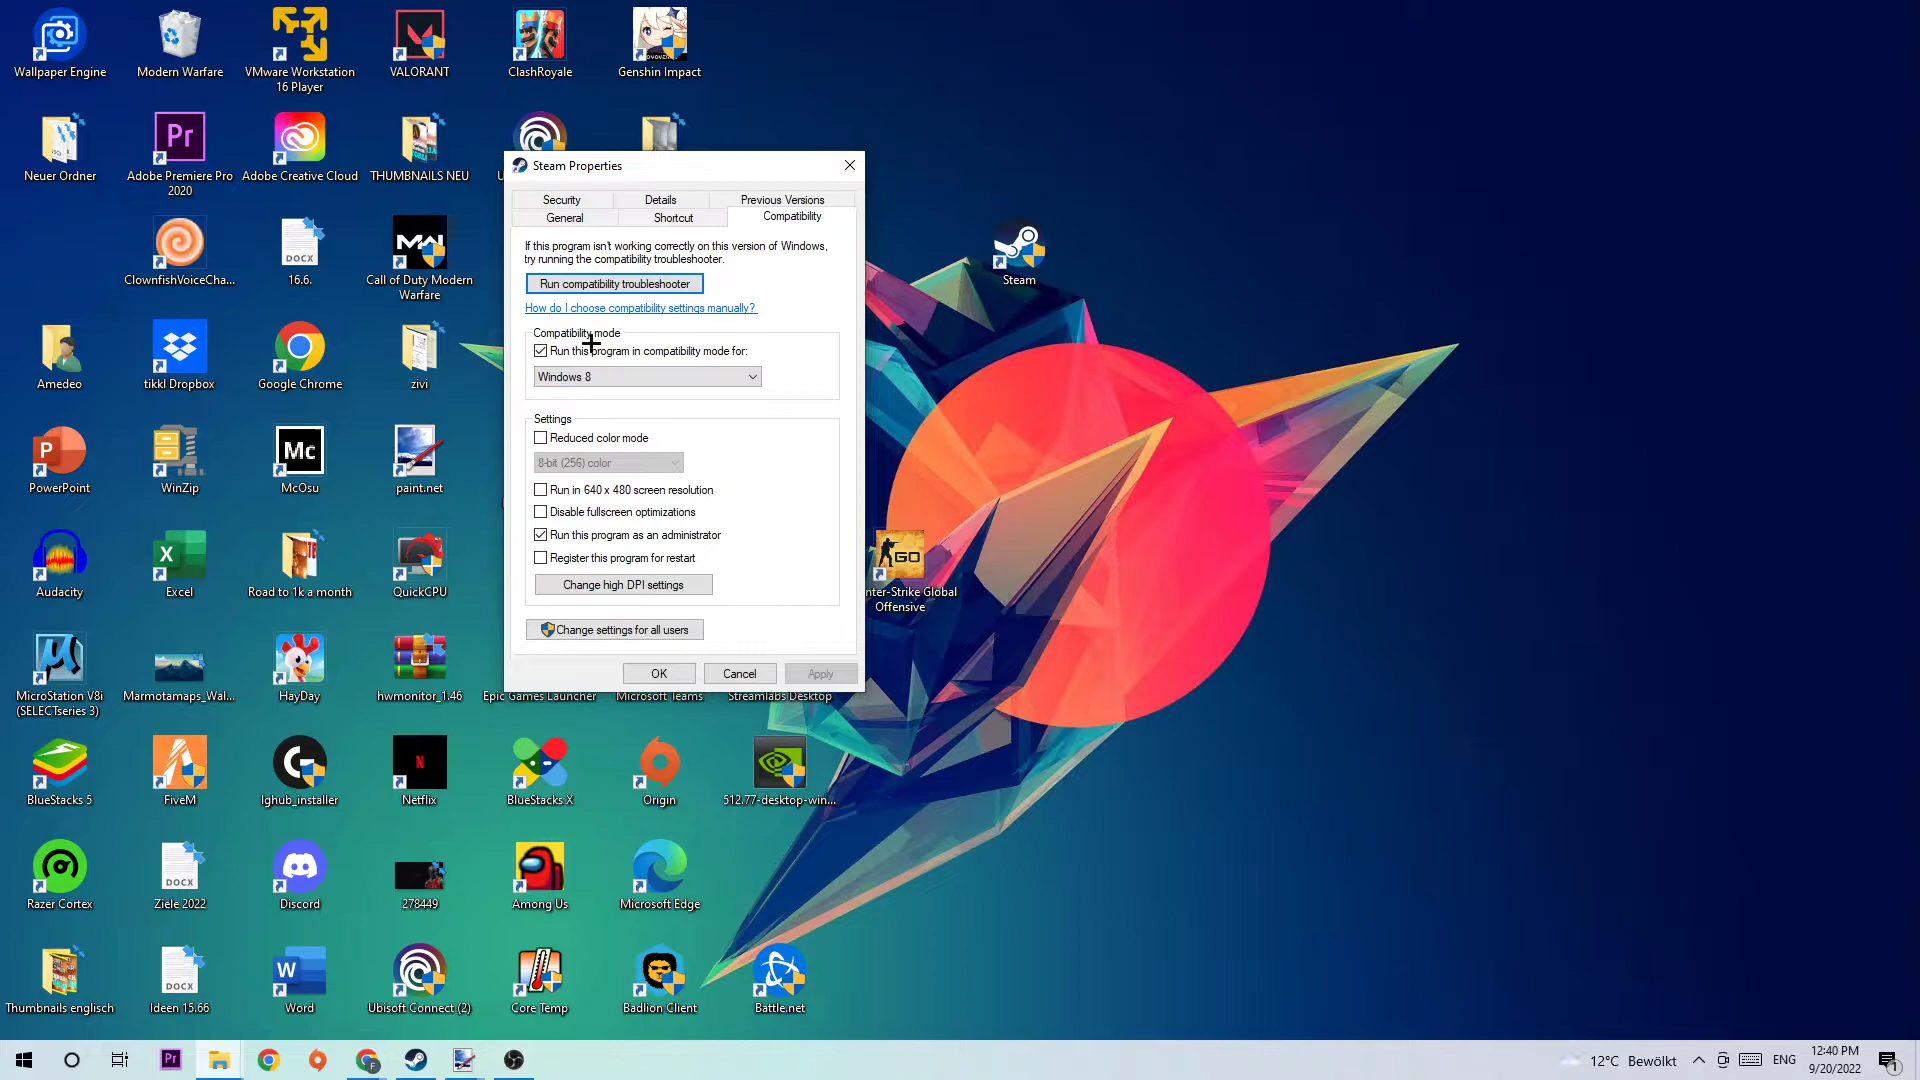 Wallpaper Engine
Modern Warfare
VMware Workstation
16 Player
VALORANT
ClashRoyale
Genshin Impact
Neuer Ordner
Adobe Premiere Pro
2020
Adobe Creative Cloud
THUMBNAILS NEU
ClownfishVoiceCha...
16.6.
Call of Duty Modern
Warfare
Amedeo
tikkl Dropbox
Google Chrome
zivi
PowerPoint
WinZip
McOsu
paint.net
Audacity
Excel
Road to 1k a month
QuickCPU
MicroStation V8i
(SELECTseries 3)
Marmotamaps_Wal...
HayDay
hwmonitor_1.46
Epic Games Launcher
Microsoft Teams
Streamlabs Desktop
BlueStacks 5
FiveM
lghub_installer
Netflix
BlueStacks X
Origin
512.77-desktop-win...
Razer Cortex
Ziele 2022
Discord
278449
Among Us
Microsoft Edge
Thumbnails englisch
Ideen 15.66
Word
Ubisoft Connect (2)
Core Temp
Badlion Client
Battle.net
Steam
nter-Strike Global
Offensive
Steam Properties
Security
Details
Previous Versions
General
Shortcut
Compatibility
If this program isn't working correctly on this version of Windows,
try running the compatibility troubleshooter.
Run compatibility troubleshooter
How do I choose compatibility settings manually?
Compatibility mode
Run this program in compatibility mode for:
Windows 8
Settings
Reduced color mode
8-bit (256) color
Run in 640 x 480 screen resolution
Disable fullscreen optimizations
Run this program as an administrator
Register this program for restart
Change high DPI settings
Change settings for all users
OK
Cancel
Apply
Pr
DOCX
Mc
GO
N
W
X
P
12°C Bewölkt
ENG
12:40 PM
9/20/2022
1